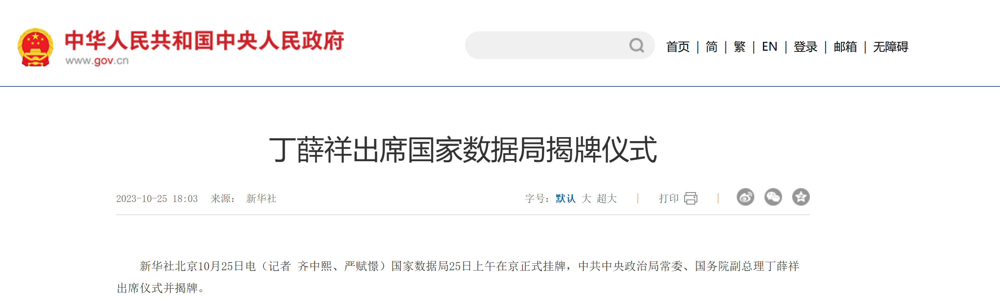 中华人民共和国中央人民政府
www.gov.cn
首页 | 简 | 繁 | EN | 登录 | 邮箱 | 无障碍
丁薛祥出席国家数据局揭牌仪式
2023-10-25 18:03 来源： 新华社
字号：默认 大 超大 | 打印 |
新华社北京10月25日电（记者 齐中熙、严赋憬）国家数据局25日上午在京正式挂牌，中共中央政治局常委、国务院副总理丁薛祥
出席仪式并揭牌。